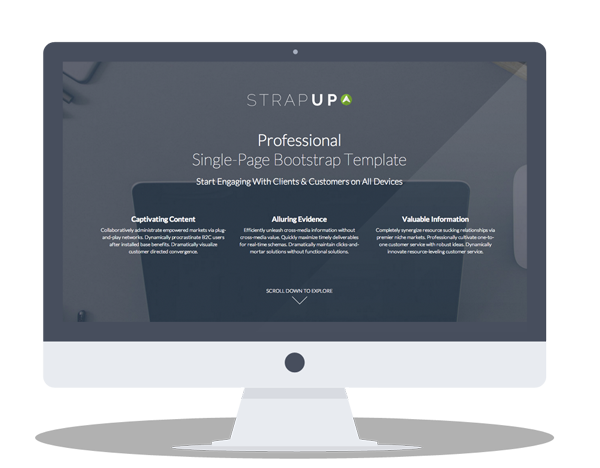 STRAPUP
Professional
Single-Page Bootstrap Template
Start Engaging With Clients & Customers on All Devices
Captivating Content
Collaboratively administrate empowered markets via plug-
and-play networks. Dynamically procrastinate B2C users
after installed base benefits. Dramatically visualize
customer directed convergence.
Alluring Evidence
Efficiently unleash cross-media information without
cross-media value. Quickly maximize timely deliverables
for real-time schemas. Dramatically maintain clicks-and-
mortar solutions without functional solutions.
Valuable Information
Completely synergize resource sucking relationships via
premier niche markets. Professionally cultivate one-to-
one customer service with robust ideas. Dynamically
innovate resource-leveling customer service.
SCROLL DOWN TO EXPLORE